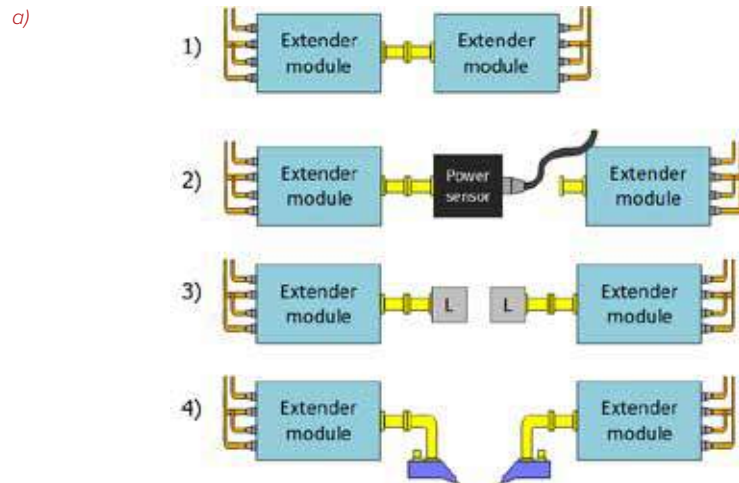 a)
1)
Extender
module
Extender
module
2)
Extender
module
Power
sensor
Extender
module
3)
Extender
module
L
L
Extender
module
4)
Extender
module
Extender
module